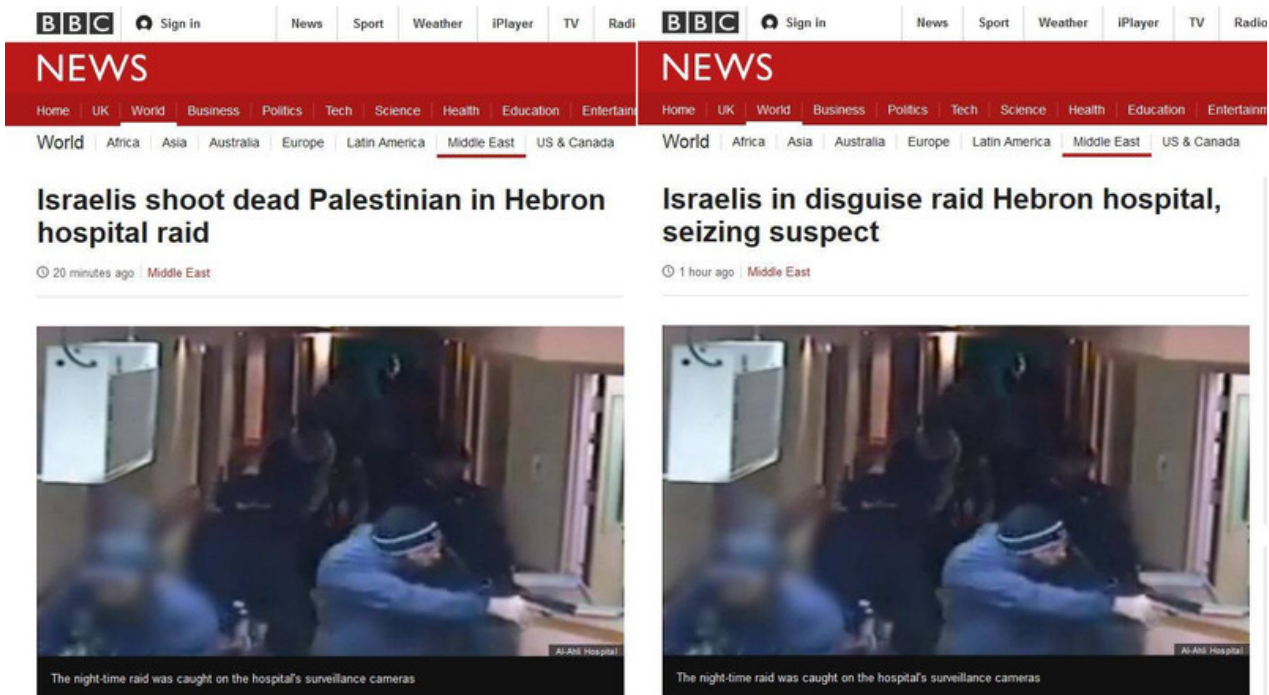 BBC Sign in News Sport Weather iPlayer TV Radi
NEWS
Home UK World Business Politics Tech Science Health Education Entertain
World Africa Asia Australia Europe Latin America Middle East US & Canada
Israelis shoot dead Palestinian in Hebron
hospital raid
20 minutes ago Middle East
Al-Ahli Hospital
The night-time raid was caught on the hospital's surveillance cameras
BBC Sign in News Sport Weather iPlayer TV Radio
NEWS
Home UK World Business Politics Tech Science Health Education Entertainm
World Africa Asia Australia Europe Latin America Middle East US & Canada
Israelis in disguise raid Hebron hospital,
seizing suspect
1 hour ago Middle East
Al-Ahli Hospital
The night-time raid was caught on the hospital's surveillance cameras